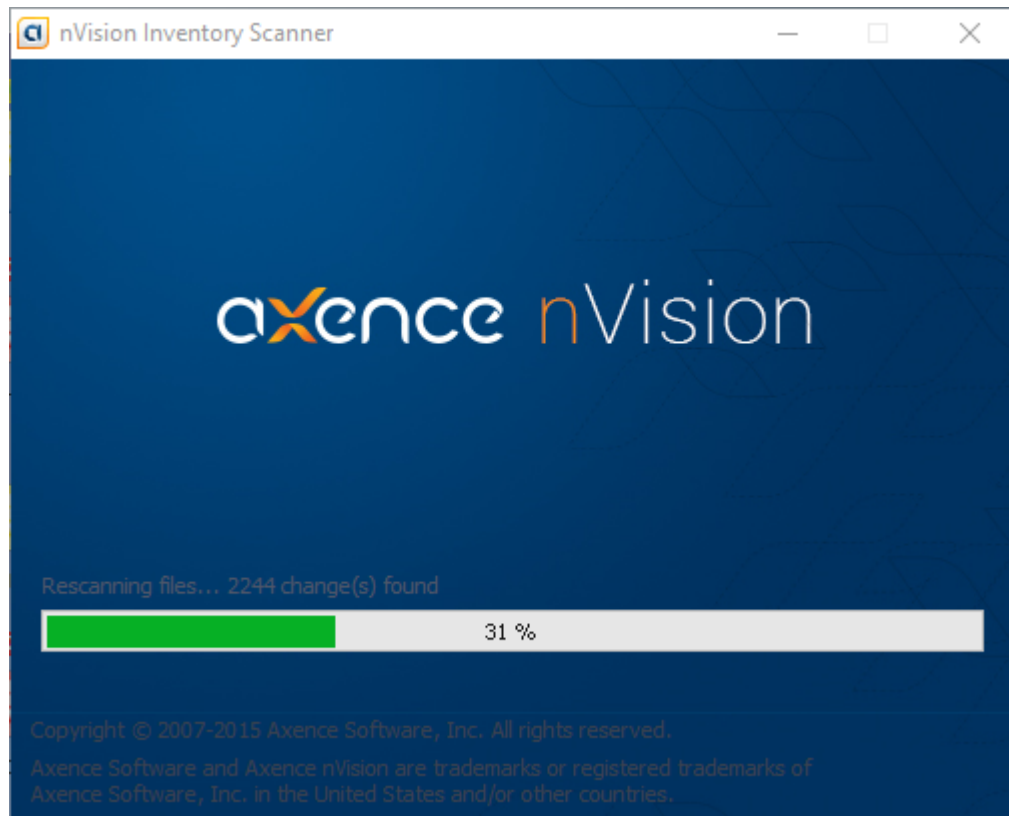 nVision Inventory Scanner
axence nVision
Rescanning files... 2244 change(s) found
31 %
Copyright © 2007-2015 Axence Software, Inc. All rights reserved.
Axence Software and Axence nVision are trademarks or registered trademarks of
Axence Software, Inc. in the United States and/or other countries.